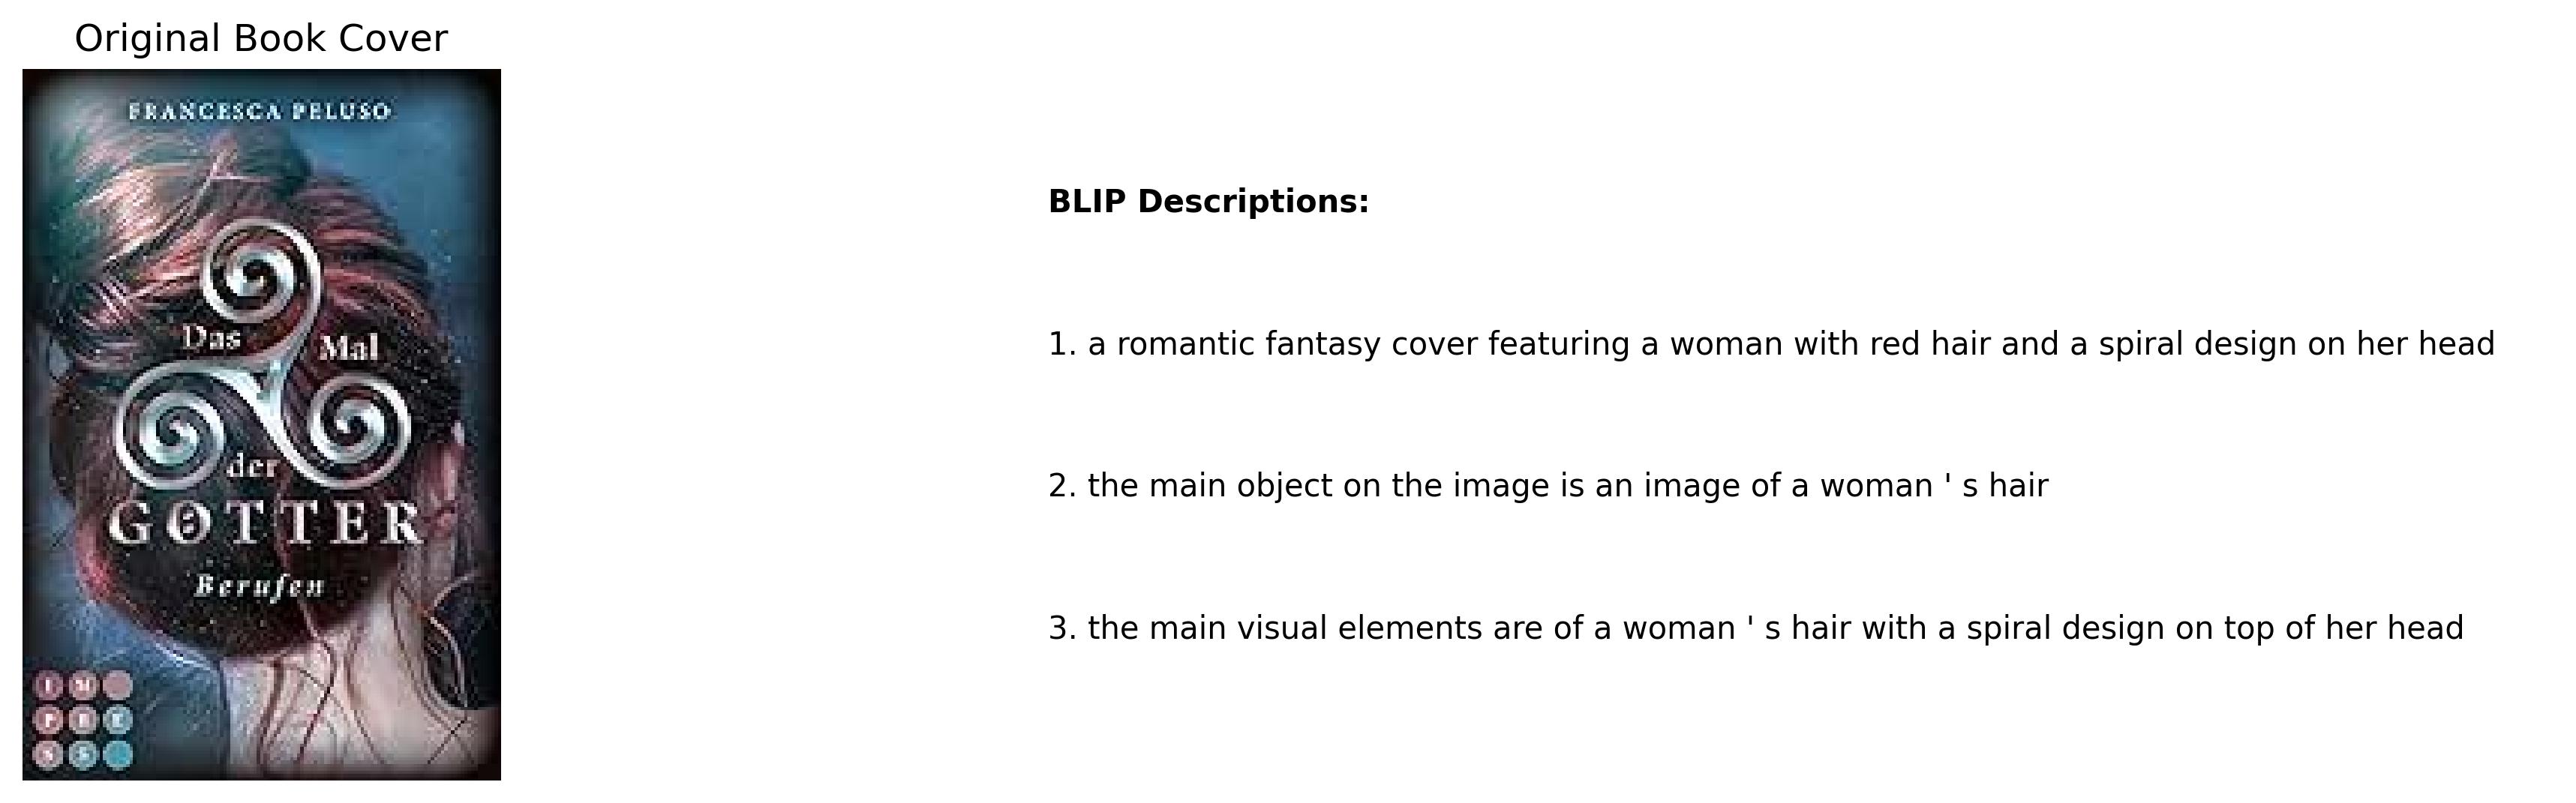 Original Book Cover
FRANCESCA PELUSO
Das Mal
der
GÖTTER
Berufen
I M
P R E
S S
BLIP Descriptions:
1. a romantic fantasy cover featuring a woman with red hair and a spiral design on her head
2. the main object on the image is an image of a woman ' s hair
3. the main visual elements are of a woman ' s hair with a spiral design on top of her head